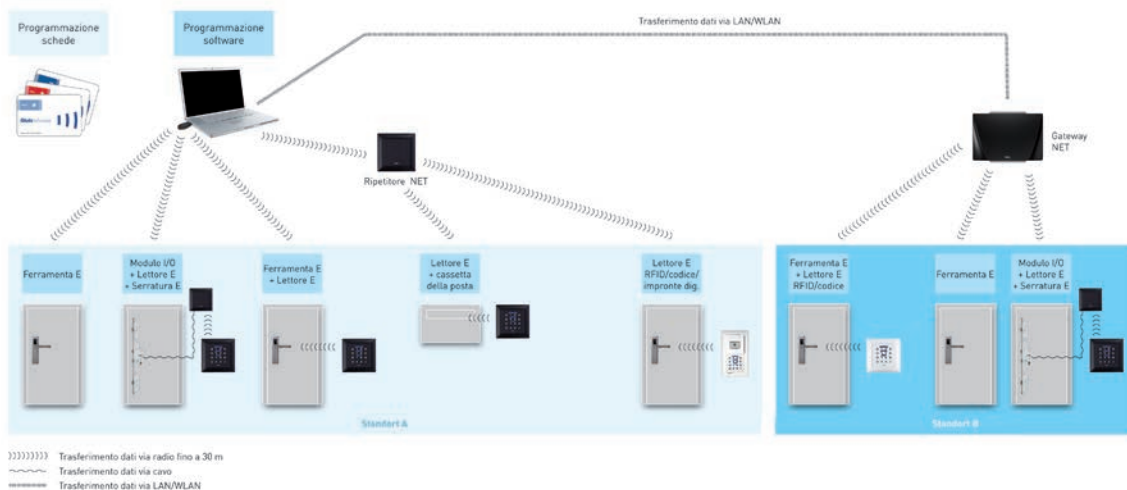 Programmazione
schede
Programmazione
software
Trasferimento dati via LAN/WLAN
Gateway
NET
Ripetitore NET
Ferramenta E
Modulo I/O
+ Lettore E
+ Serratura E
Ferramenta E
+ Lettore E
Lettore E
+ cassetta
della posta
Lettore E
RFID/codice/
impronte dig.
Ferramenta E
+ Lettore E
RFID/codice
Ferramenta E
Modulo I/O
+ Lettore E
+ Serratura E
Standort A
Standort B
Trasferimento dati via radio fino a 30 m
Trasferimento dati via cavo
Trasferimento dati via LAN/WLAN